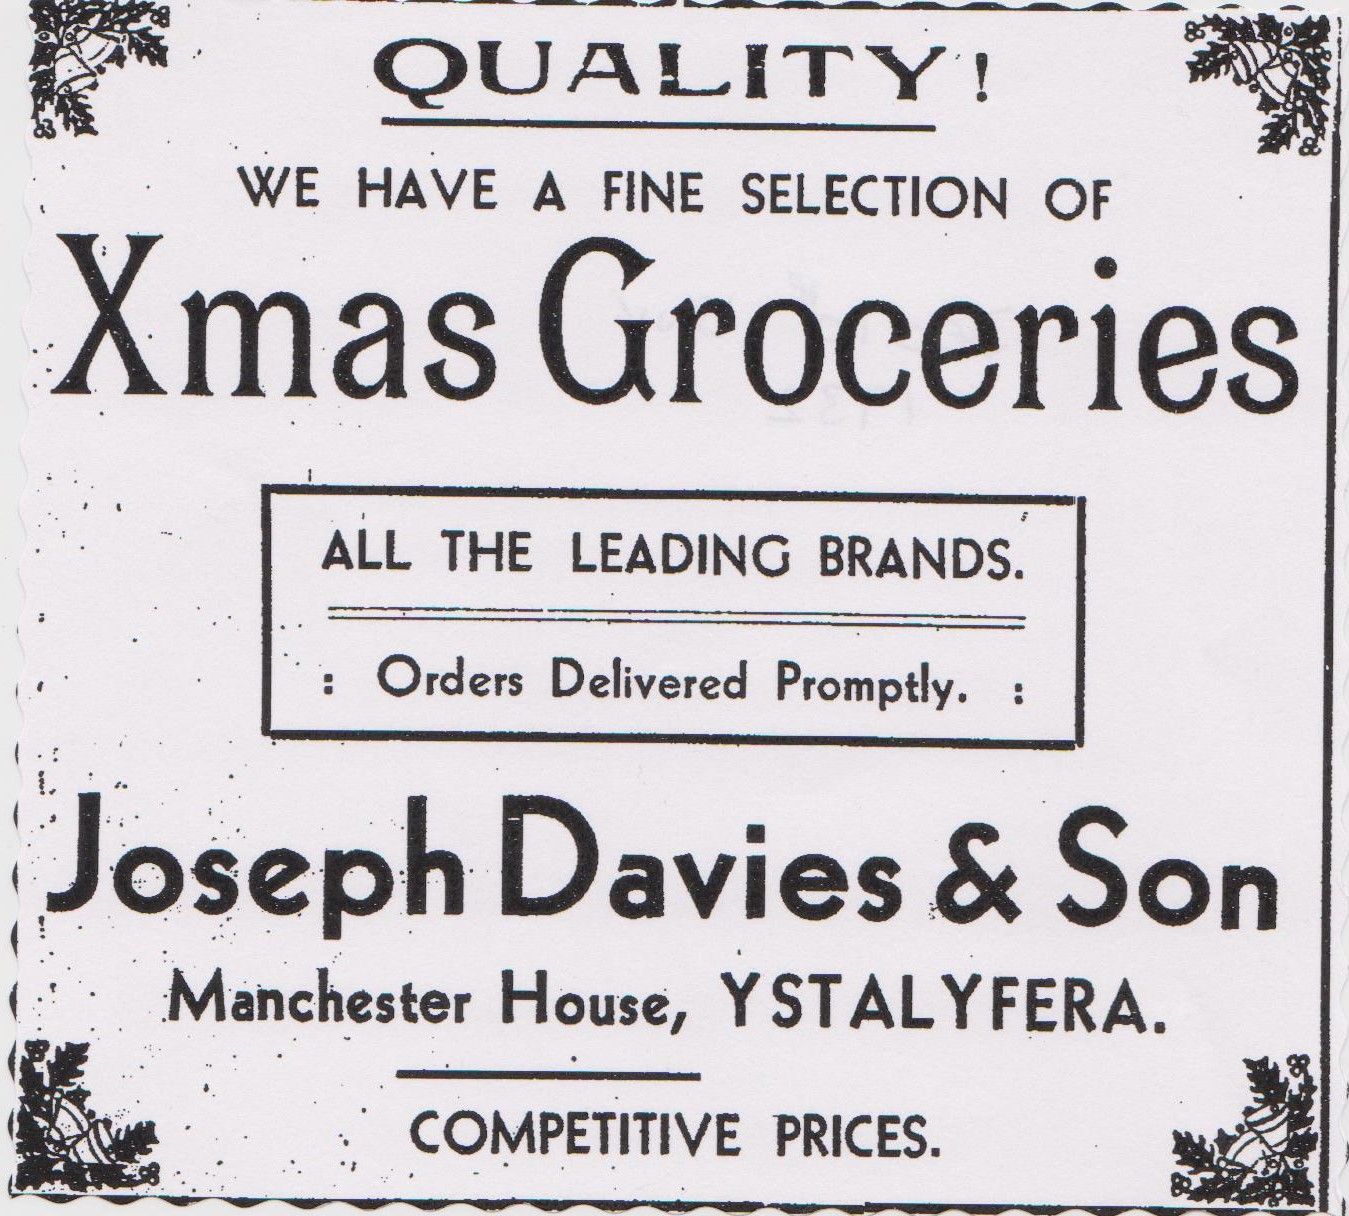 QUALITY!
WE HAVE A FINE SELECTION OF
Xmas Groceries
ALL THE LEADING BRANDS.
: Orders Delivered Promptly. :
Joseph Davies & Son
Manchester House, YSTALYFERA.
COMPETITIVE PRICES.